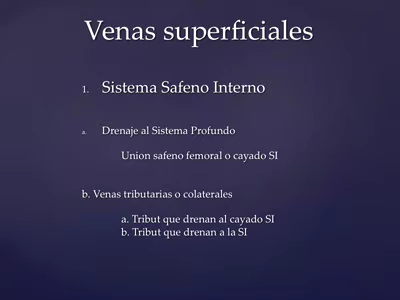 Venas superficiales
1. Sistema Safeno Interno
a. Drenaje al Sistema Profundo
Union safeno femoral o cayado SI
b. Venas tributarias o colaterales
a. Tribut que drenan al cayado SI
b. Tribut que drenan a la SI